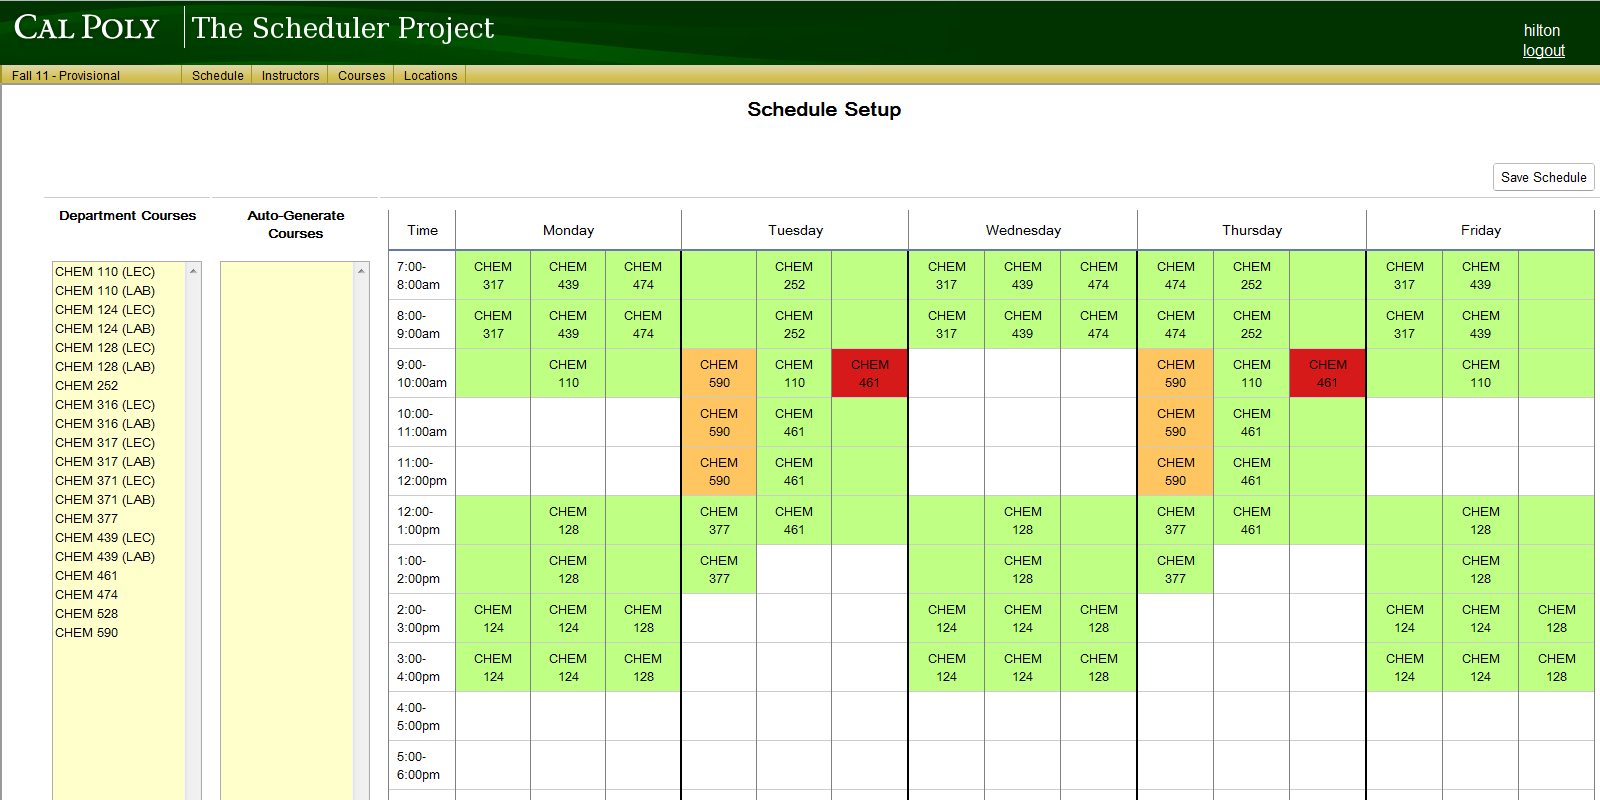 CAL POLY The Scheduler Project
hilton
logout
Fall 11 - Provisional Schedule Instructors Courses Locations
Schedule Setup
Save Schedule
Department Courses
Auto-Generate
Courses
CHEM 110 (LEC)
CHEM 110 (LAB)
CHEM 124 (LEC)
CHEM 124 (LAB)
CHEM 128 (LEC)
CHEM 128 (LAB)
CHEM 252
CHEM 316 (LEC)
CHEM 316 (LAB)
CHEM 317 (LEC)
CHEM 317 (LAB)
CHEM 371 (LEC)
CHEM 371 (LAB)
CHEM 377
CHEM 439 (LEC)
CHEM 439 (LAB)
CHEM 461
CHEM 474
CHEM 528
CHEM 590
Time Monday Tuesday Wednesday Thursday Friday
7:00- CHEM CHEM CHEM CHEM CHEM CHEM CHEM CHEM CHEM CHEM CHEM
8:00am 317 439 474 252 317 439 474 474 252 317 439
8:00- CHEM CHEM CHEM CHEM CHEM CHEM CHEM CHEM CHEM CHEM CHEM
9:00am 317 439 474 252 317 439 474 474 252 317 439
9:00- CHEM CHEM CHEM CHEM CHEM CHEM CHEM CHEM
10:00am 110 590 110 461 590 110 461 110
10:00- CHEM CHEM CHEM CHEM
11:00am 590 461 590 461
11:00- CHEM CHEM CHEM CHEM
12:00pm 590 461 590 461
12:00- CHEM CHEM CHEM CHEM CHEM CHEM CHEM
1:00pm 128 377 461 128 377 461 128
1:00- CHEM CHEM CHEM CHEM CHEM
2:00pm 128 377 128 377 128
2:00- CHEM CHEM CHEM CHEM CHEM CHEM CHEM CHEM CHEM
3:00pm 124 124 128 124 124 128 124 124 128
3:00- CHEM CHEM CHEM CHEM CHEM CHEM CHEM CHEM CHEM
4:00pm 124 124 128 124 124 128 124 124 128
4:00-
5:00pm
5:00-
6:00pm